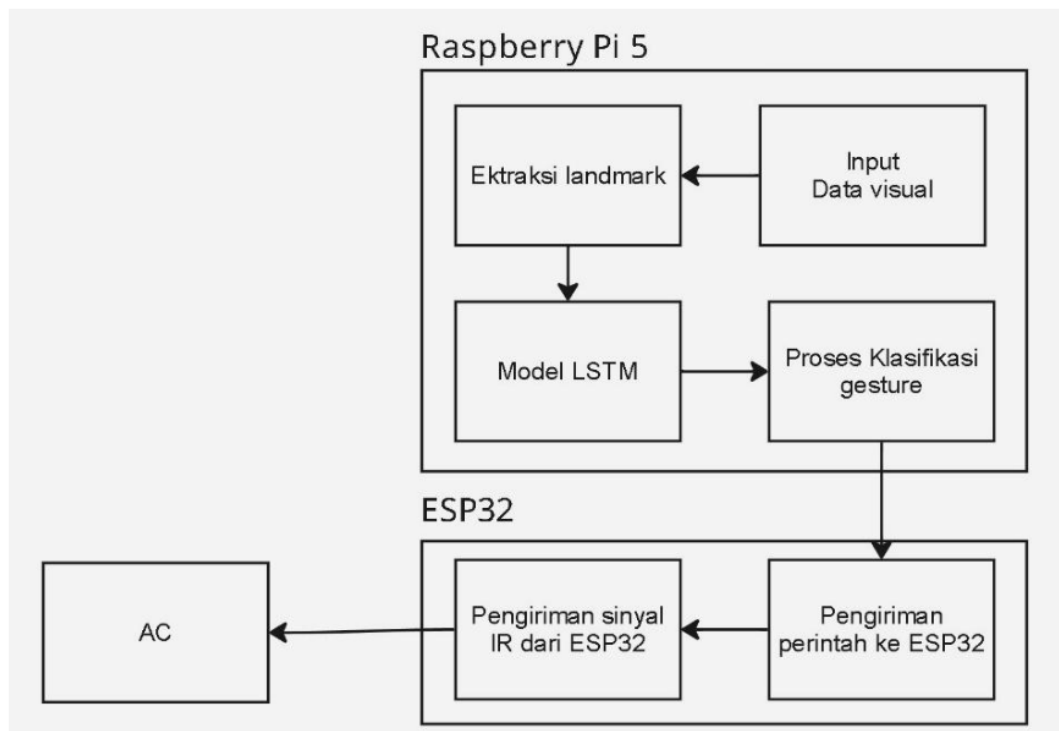 Raspberry Pi 5
Ektraksi landmark
Input
Data visual
Model LSTM
Proses Klasifikasi
gesture
ESP32
AC
Pengiriman sinyal
IR dari ESP32
Pengiriman
perintah ke ESP32